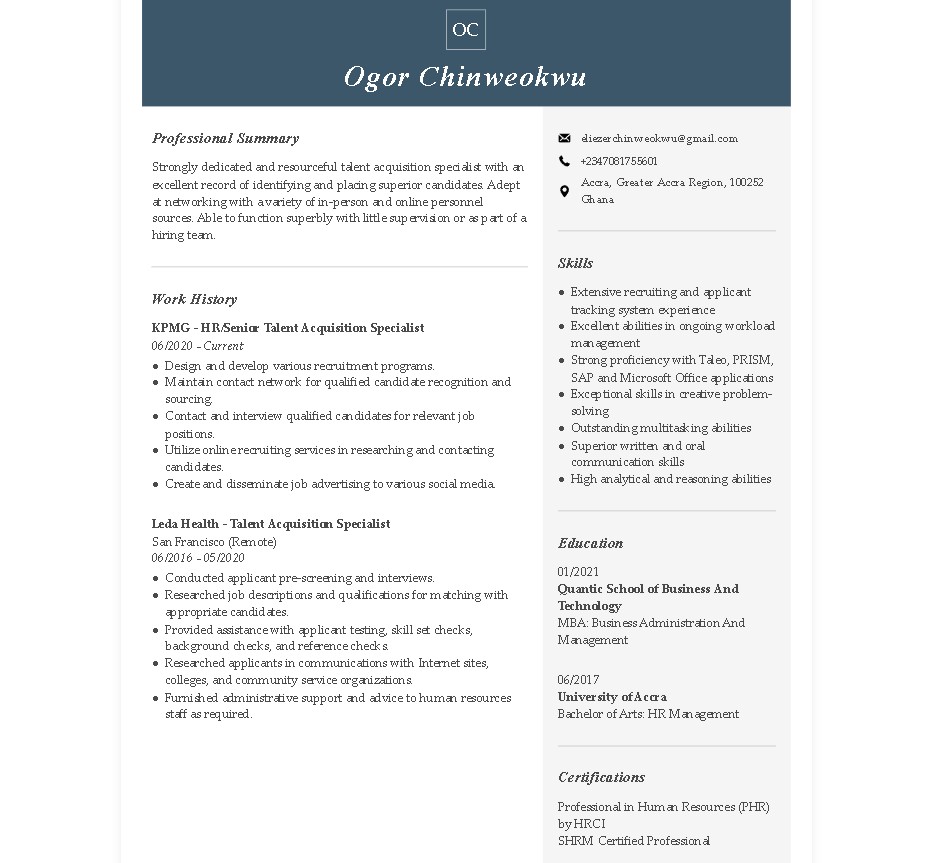 OC
Ogor Chinweokwu
Professional Summary
Strongly dedicated and resourceful talent acquisition specialist with an
excellent record of identifying and placing superior candidates. Adept
at networking with a variety of in-person and online personnel
sources. Able to function superbly with little supervision or as part of a
hiring team.
Work History
KPMG - HR/Senior Talent Acquisition Specialist
06/2020 - Current
● Design and develop various recruitment programs.
● Maintain contact network for qualified candidate recognition and
sourcing.
● Contact and interview qualified candidates for relevant job
positions.
● Utilize online recruiting services in researching and contacting
candidates.
● Create and disseminate job advertising to various social media.
Leda Health - Talent Acquisition Specialist
San Francisco (Remote)
06/2016 - 05/2020
● Conducted applicant pre-screening and interviews.
● Researched job descriptions and qualifications for matching with
appropriate candidates.
● Provided assistance with applicant testing, skill set checks,
background checks, and reference checks.
● Researched applicants in communications with Internet sites,
colleges, and community service organizations.
● Furnished administrative support and advice to human resources
staff as required.
eliezerchinweokwu@gmail.com
+2347081755601
Accra, Greater Accra Region, 100252
Ghana
Skills
● Extensive recruiting and applicant
tracking system experience
● Excellent abilities in ongoing workload
management
● Strong proficiency with Taleo, PRISM,
SAP and Microsoft Office applications
● Exceptional skills in creative problem-
solving
● Outstanding multitasking abilities
● Superior written and oral
communication skills
● High analytical and reasoning abilities
Education
01/2021
Quantic School of Business And
Technology
MBA: Business Administration And
Management
06/2017
University of Accra
Bachelor of Arts: HR Management
Certifications
Professional in Human Resources (PHR)
by HRCI
SHRM Certified Professional